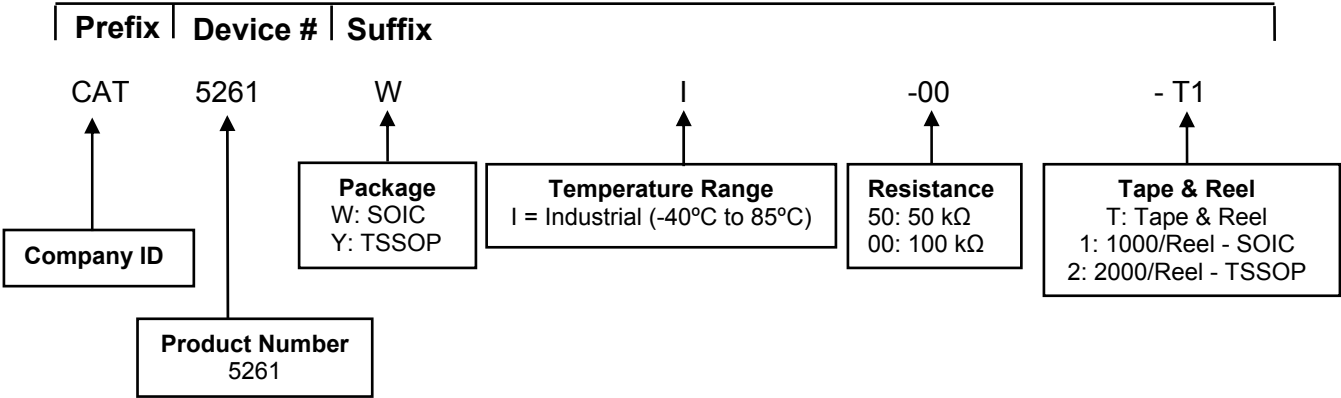 Prefix Device # Suffix
CAT 5261 W I -00 - T1
Package
W: SOIC
Y: TSSOP
Temperature Range
I = Industrial (-40ºC to 85ºC)
Resistance
50: 50 kΩ
00: 100 kΩ
Tape & Reel
T: Tape & Reel
1: 1000/Reel - SOIC
2: 2000/Reel - TSSOP
Company ID
Product Number
5261